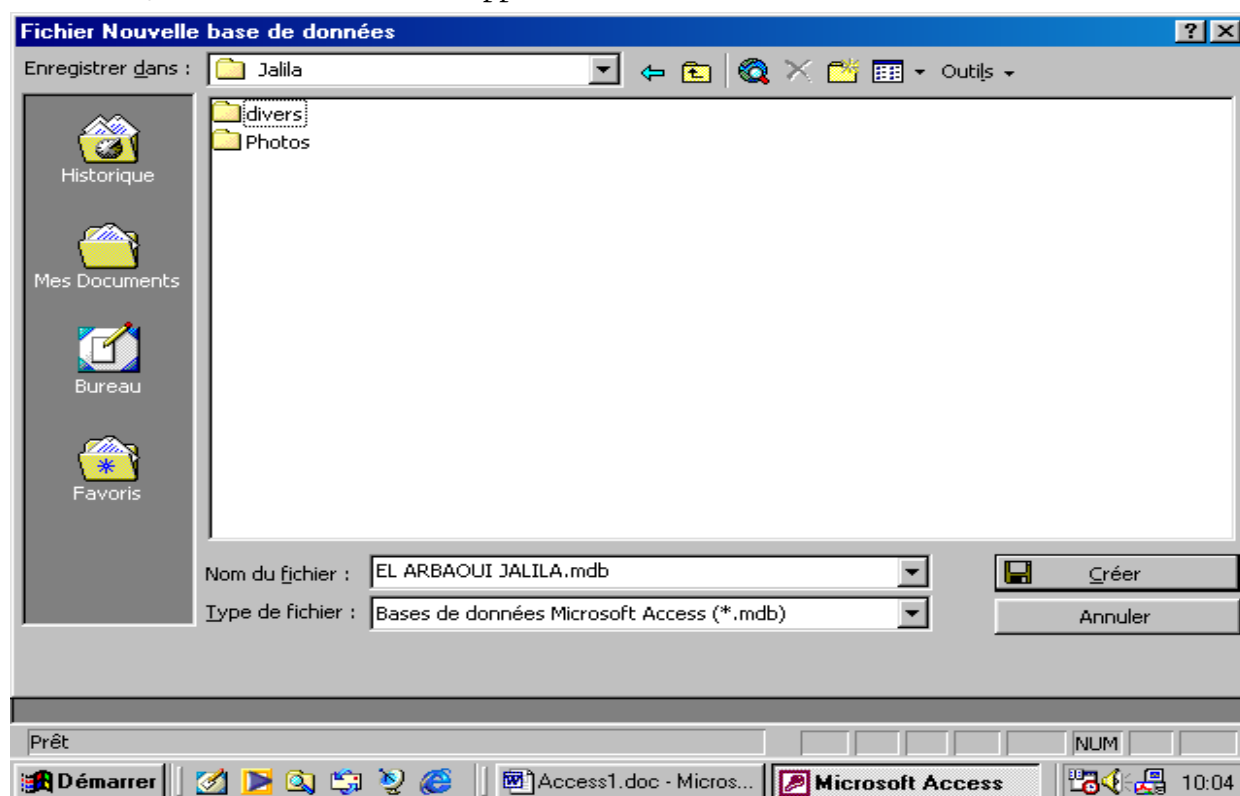 Fichier Nouvelle base de données
Enregistrer dans :
Jalila
Outils
divers
Photos
Historique
Mes Documents
Bureau
Favoris
Nom du fichier :
EL ARBAOUI JALILA.mdb
Créer
Type de fichier :
Bases de données Microsoft Access (*.mdb)
Annuler
Prêt
NUM
Démarrer
Access1.doc - Micros...
Microsoft Access
10:04